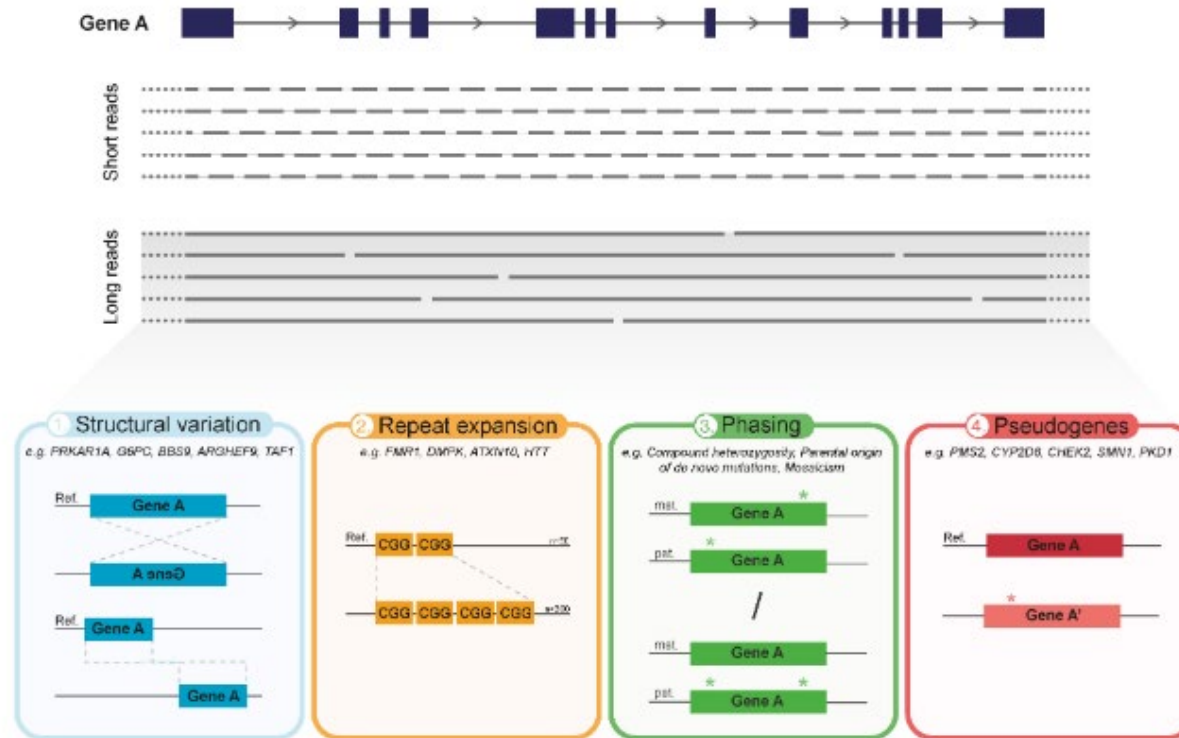 Gene A
Short reads
Long reads
1. Structural variation
e.g. PRKAR1A, G6PC, BBS9, ARGHEF9, TAF1
Ref.
Gene A
Gene A
Ref.
Gene A
Gene A
2. Repeat expansion
e.g. FMR1, DMPK, ATXN10, HTT
Ref.
CGG CGG
CGG CGG CGG CGG
n=200
3. Phasing
e.g. Compound heterozygosity, Parental origin
of de novo mutations, Mosaicism
mat.
Gene A
*
pat.
Gene A
*
/
mat.
Gene A
pat.
Gene A
* *
4. Pseudogenes
e.g. PMS2, CYP2D6, CHEK2, SMN1, PKD1
Ref.
Gene A
Gene A'
*